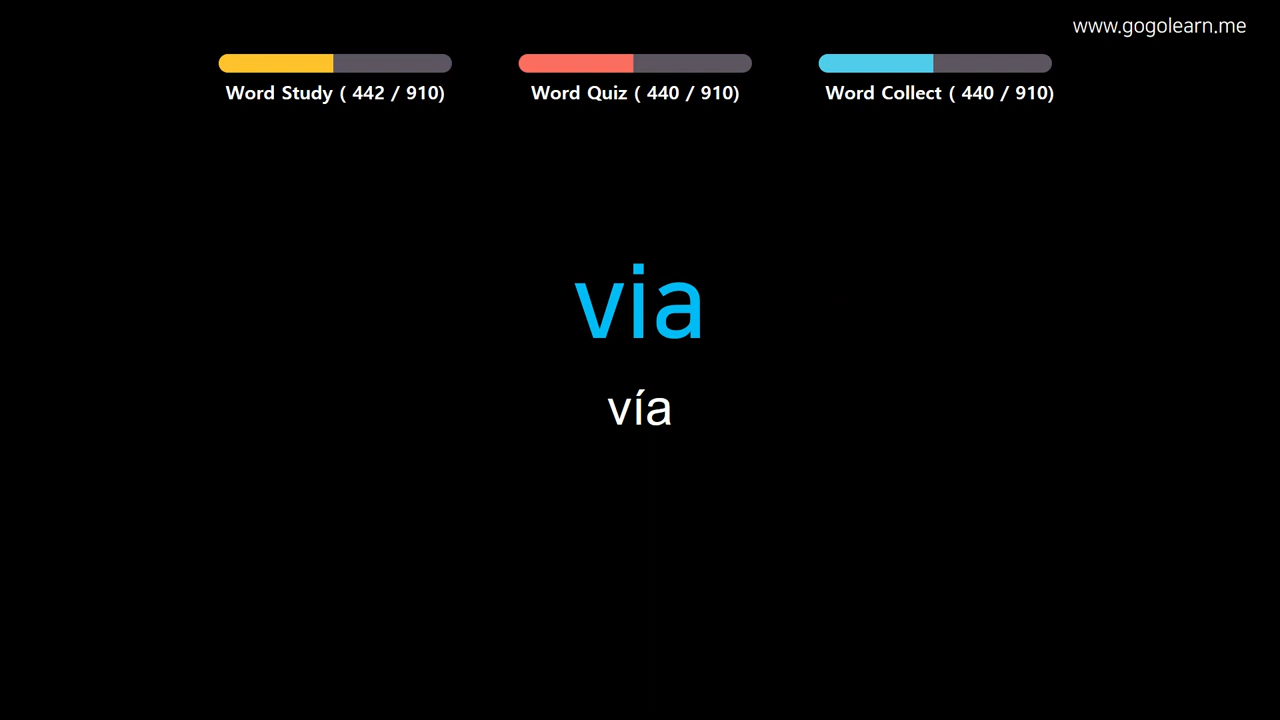 www.gogolearn.me
Word Study ( 442 / 910)
Word Quiz ( 440 / 910)
Word Collect ( 440 / 910)
via
vía